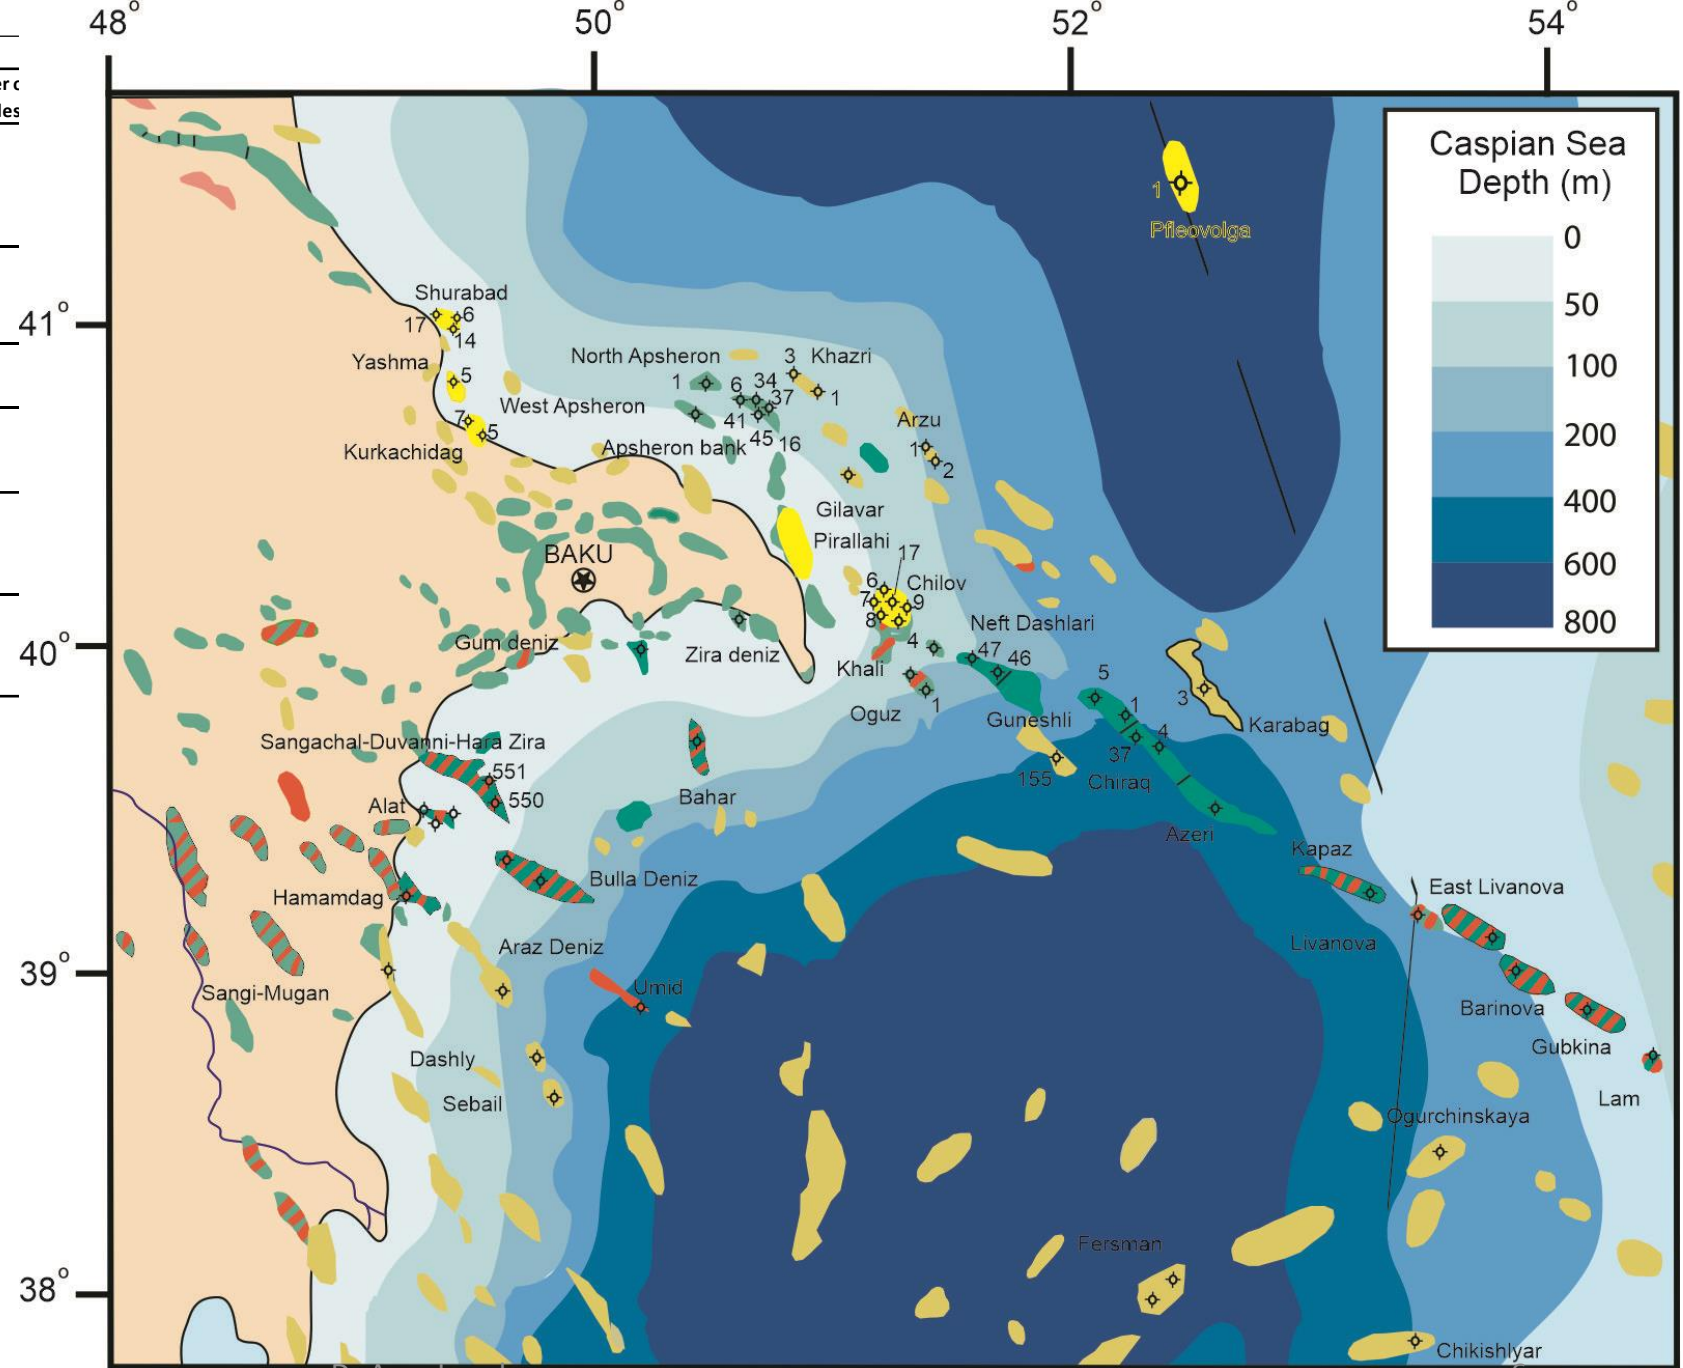 48°
50°
52°
54°
Caspian Sea
Depth (m)
0
50
100
200
400
600
800
1
Pfleovolga
41°
40°
39°
38°
Shurabad
17
6
14
Yashma
5
7
5
Kurkachidag
North Apsheron
3
Khazri
1
1
6
34
37
41
45
16
West Apsheron
Apsheron bank
Arzu
1
2
Gilavar
Pirallahi
17
6
Chilov
7
9
8
4
BAKU
Neft Dashlari
47
46
Gum deniz
Zira deniz
Khali
Oguz
1
Guneshli
5
1
4
37
155
Chiraq
3
Karabag
Sangachal-Duvanni-Hara Zira
551
550
Alat
Bahar
Azeri
Kapaz
Hamamdag
Bulla Deniz
East Livanova
Livanova
Araz Deniz
Umid
Sangi-Mugan
Barinova
Gubkina
Dashly
Sebail
Lam
Ogurchinskaya
Fersman
Chikishlyar